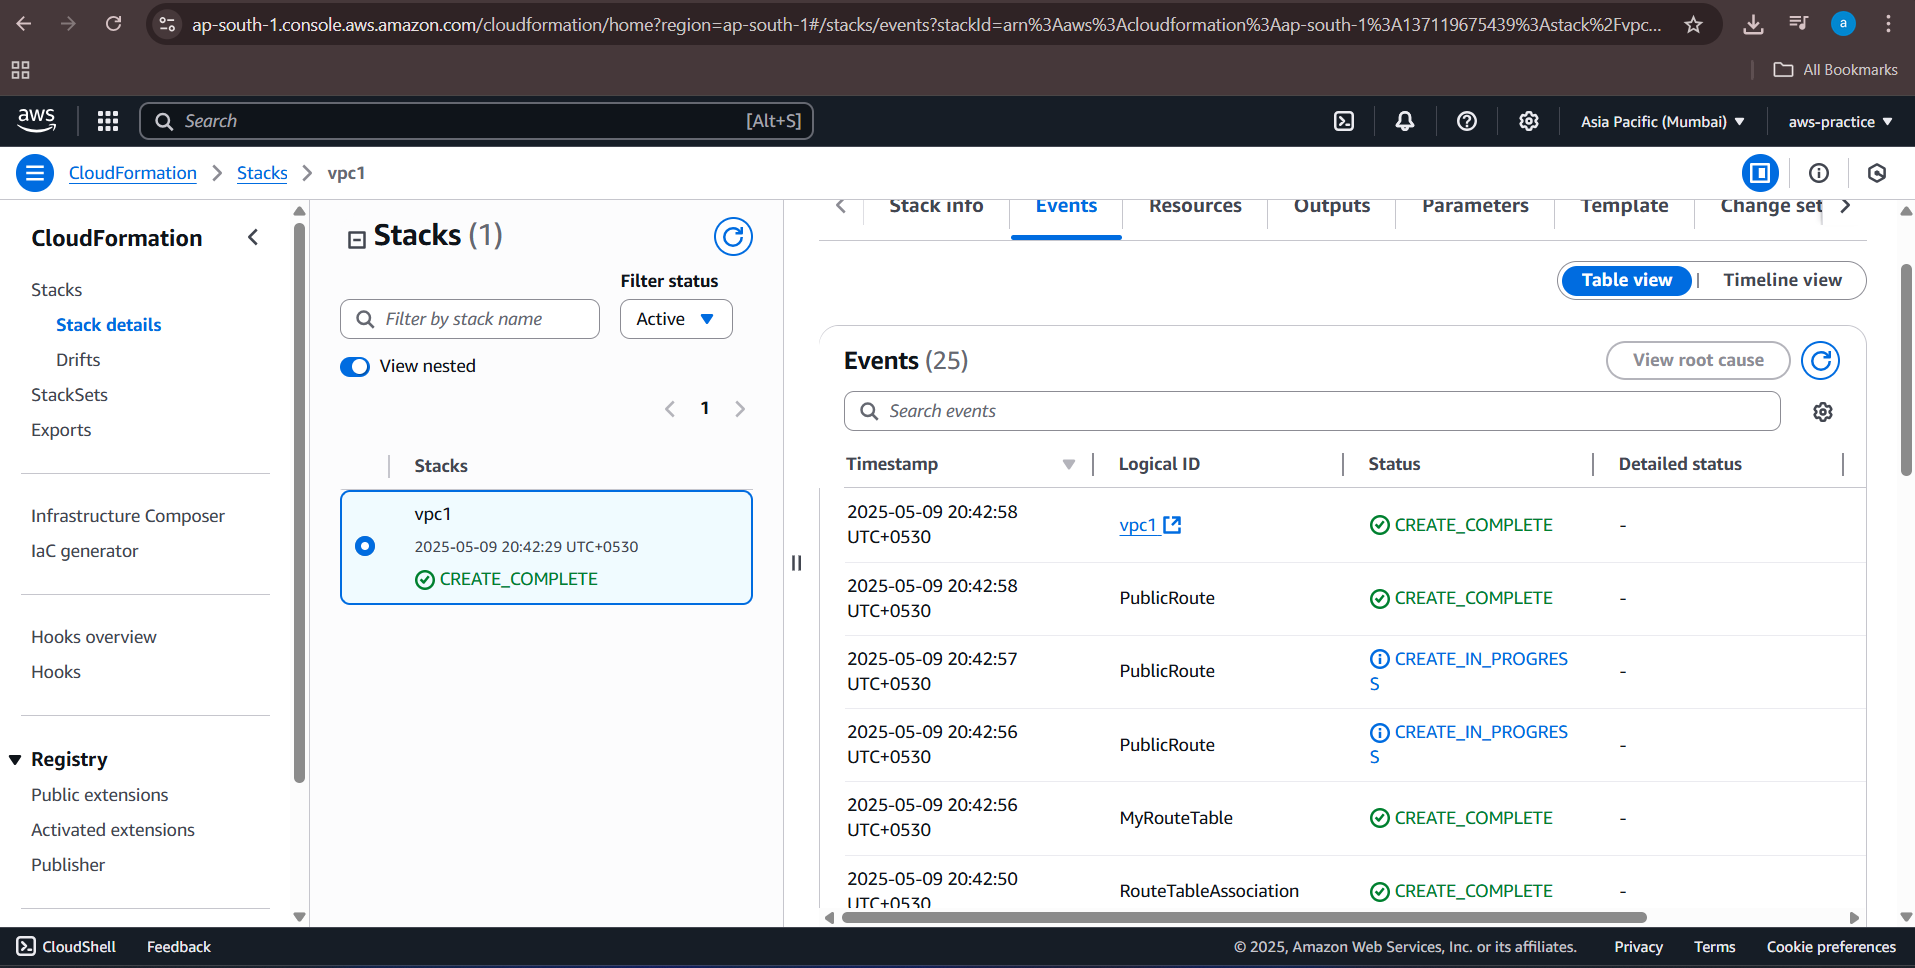 ap-south-1.console.aws.amazon.com/cloudformation/home?region=ap-south-1#/stacks/events?stackId=arn%3Aaws%3Acloudformation%3Aap-south-1%3A137119675439%3Astack%2Fvpc...
a
All Bookmarks
aws
Search
[Alt+S]
Asia Pacific (Mumbai)
aws-practice
CloudFormation
Stacks
vpc1
CloudFormation
Stacks
Stack details
Drifts
StackSets
Exports
Infrastructure Composer
IaC generator
Hooks overview
Hooks
Registry
Public extensions
Activated extensions
Publisher
Stacks (1)
Filter status
Filter by stack name
Active
View nested
1
Stacks
vpc1
2025-05-09 20:42:29 UTC+0530
CREATE_COMPLETE
Stack info
Events
Resources
Outputs
Parameters
Template
Change set
Table view
Timeline view
Events (25)
View root cause
Search events
Timestamp
Logical ID
Status
Detailed status
2025-05-09 20:42:58
UTC+0530
vpc1
CREATE_COMPLETE
-
2025-05-09 20:42:58
UTC+0530
PublicRoute
CREATE_COMPLETE
-
2025-05-09 20:42:57
UTC+0530
PublicRoute
CREATE_IN_PROGRES
S
-
2025-05-09 20:42:56
UTC+0530
PublicRoute
CREATE_IN_PROGRES
S
-
2025-05-09 20:42:56
UTC+0530
MyRouteTable
CREATE_COMPLETE
-
2025-05-09 20:42:50
UTC+0530
RouteTableAssociation
CREATE_COMPLETE
-
CloudShell
Feedback
© 2025, Amazon Web Services, Inc. or its affiliates.
Privacy
Terms
Cookie preferences